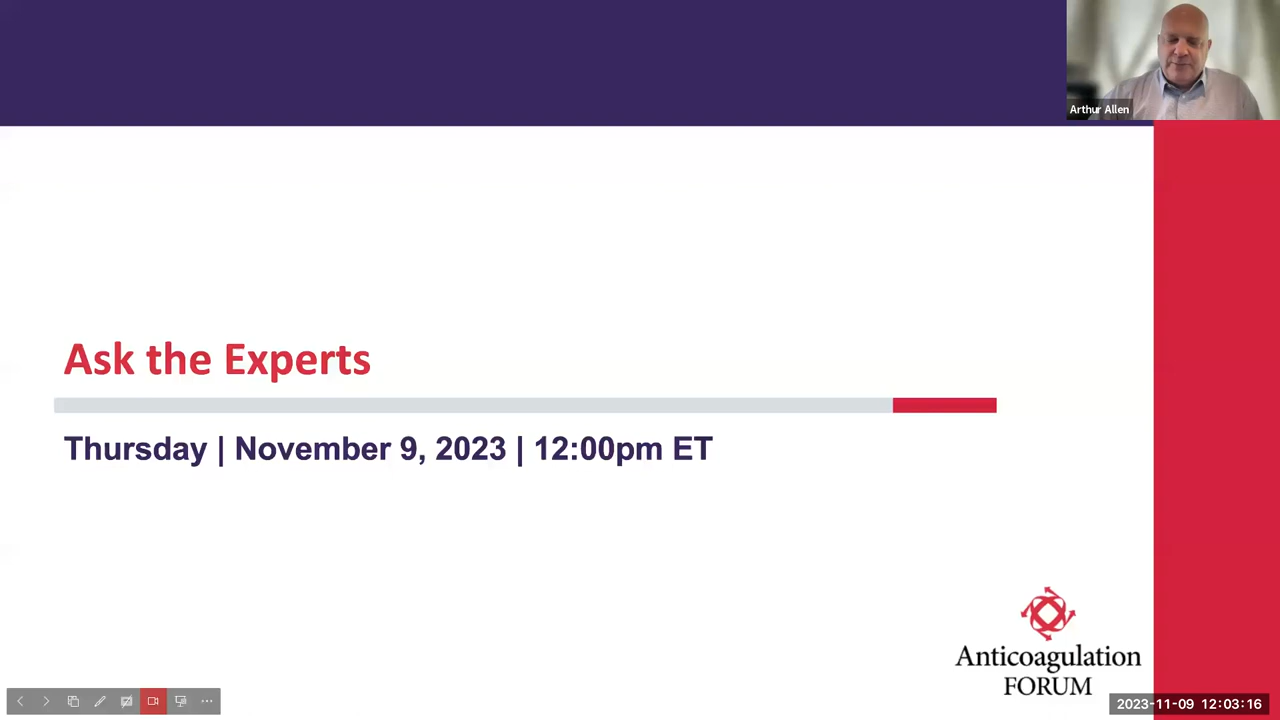 Arthur Allen
Ask the Experts
Thursday | November 9, 2023 | 12:00pm ET
Anticoagulation
FORUM
2023-11-09 12:03:16